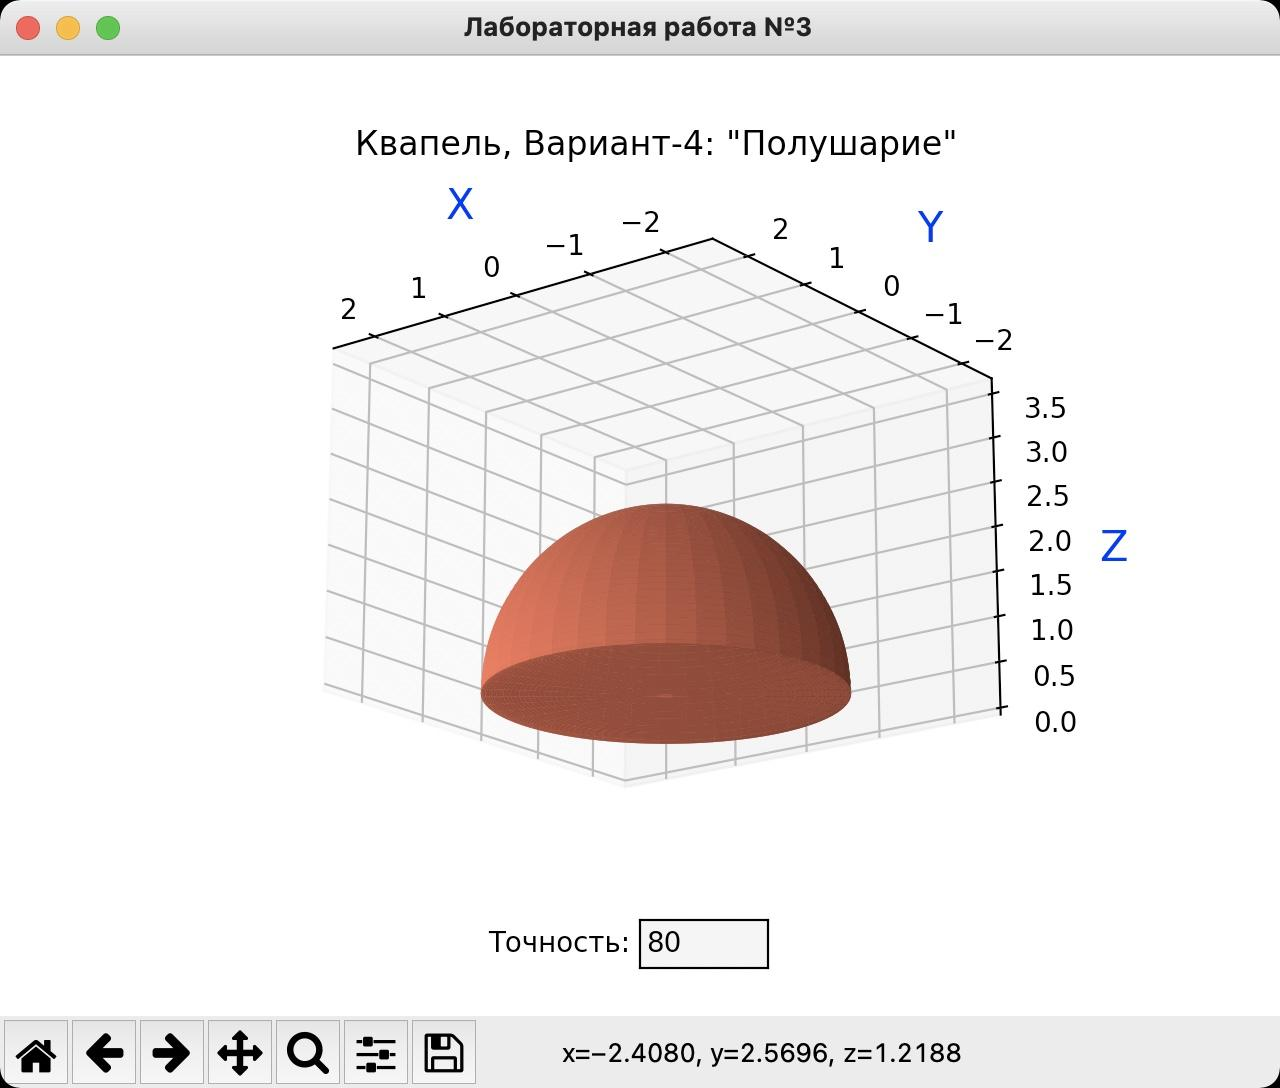 Лабораторная работа №3
Квапель, Вариант-4: "Полушарие"
X
Y
−2
−1
0
1
2
2
1
0
−1
−2
3.5
3.0
2.5
2.0
1.5
1.0
0.5
0.0
Z
Точность: 80
x=−2.4080, y=2.5696, z=1.2188